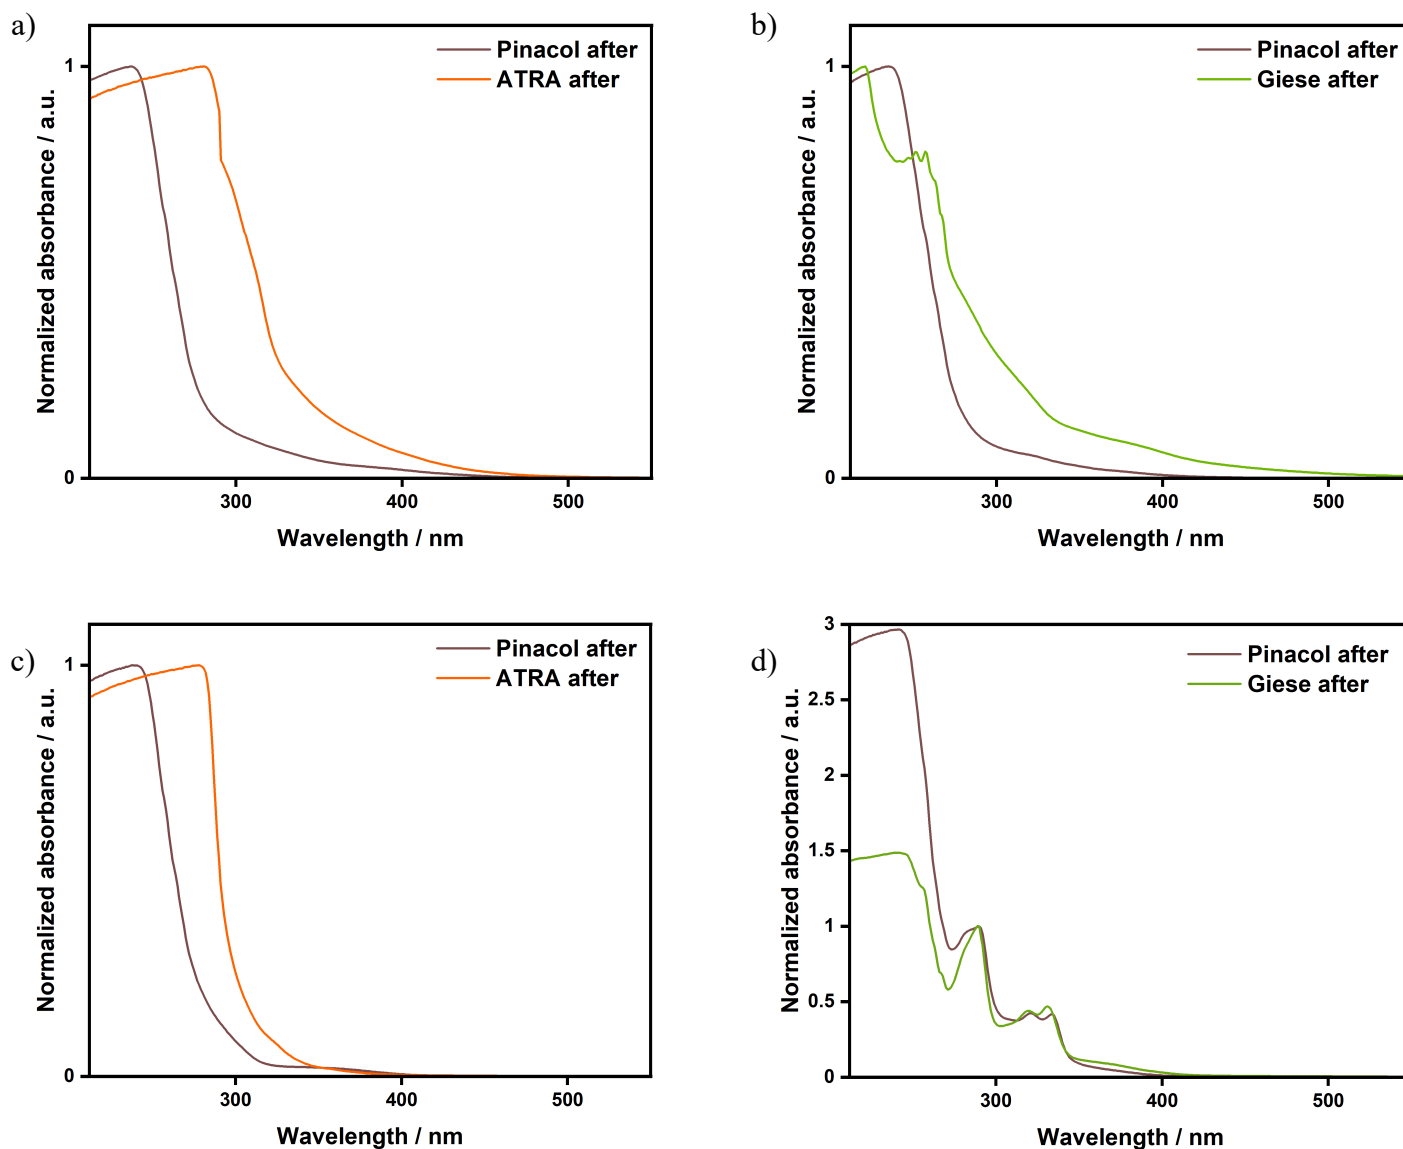 a)
Pinacol after
ATRA after
1
0
Normalized absorbance / a.u.
300
400
500
Wavelength / nm
b)
Pinacol after
Giese after
1
0
Normalized absorbance / a.u.
300
400
500
Wavelength / nm
c)
Pinacol after
ATRA after
1
0
Normalized absorbance / a.u.
300
400
500
Wavelength / nm
d)
Pinacol after
Giese after
3
2.5
2
1.5
1
0.5
0
Normalized absorbance / a.u.
300
400
500
Wavelength / nm